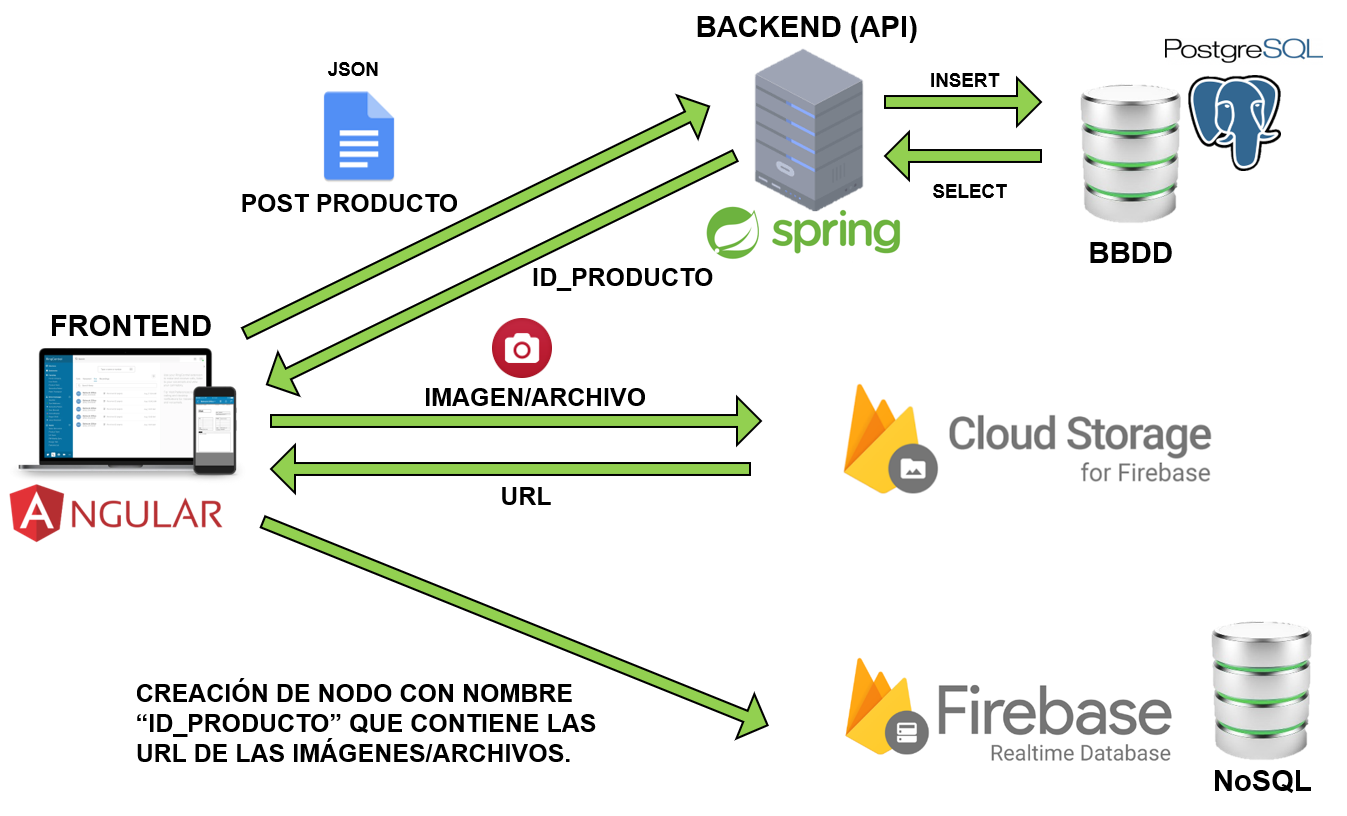 BACKEND (API)
PostgreSQL
JSON
INSERT
POST PRODUCTO
SELECT
spring
BBDD
ID_PRODUCTO
FRONTEND
IMAGEN/ARCHIVO
Cloud Storage
for Firebase
URL
ANGULAR
CREACIÓN DE NODO CON NOMBRE
“ID_PRODUCTO” QUE CONTIENE LAS
URL DE LAS IMÁGENES/ARCHIVOS.
Firebase
Realtime Database
NoSQL